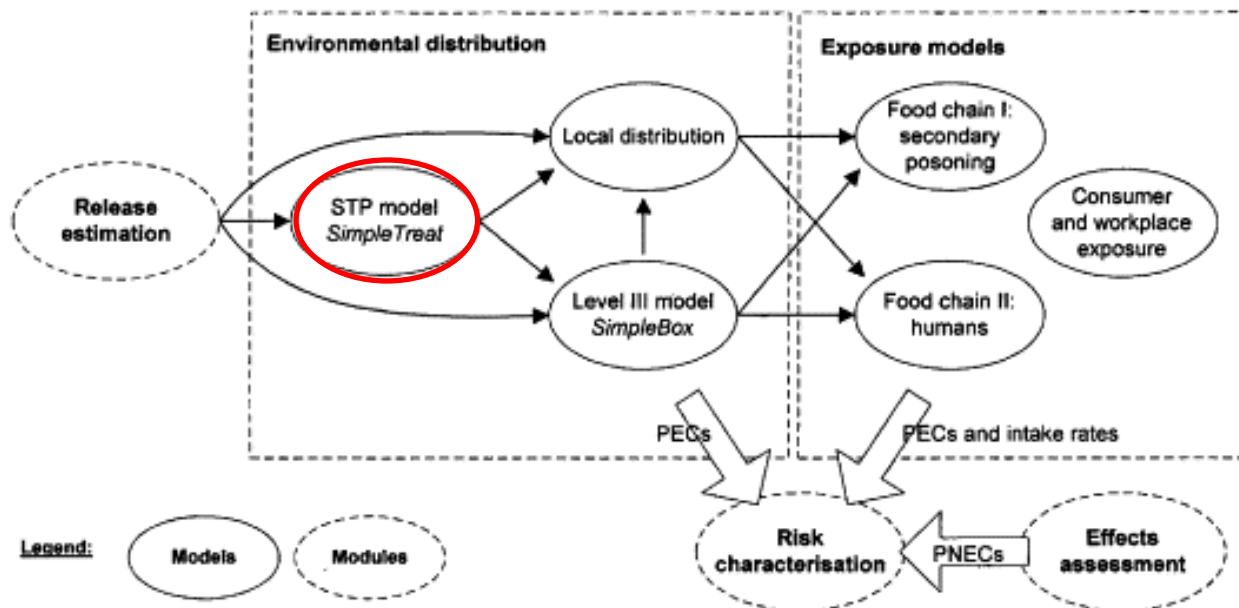 Environmental distribution
Exposure models
Local distribution
Food chain I:
secondary
posoning
Release
estimation
STP model
SimpleTreat
Consumer
and workplace
exposure
Level III model
SimpleBox
Food chain II:
humans
PECs
PECs and intake rates
Legend:
Models
Modules
Risk
characterisation
PNECs
Effects
assessment